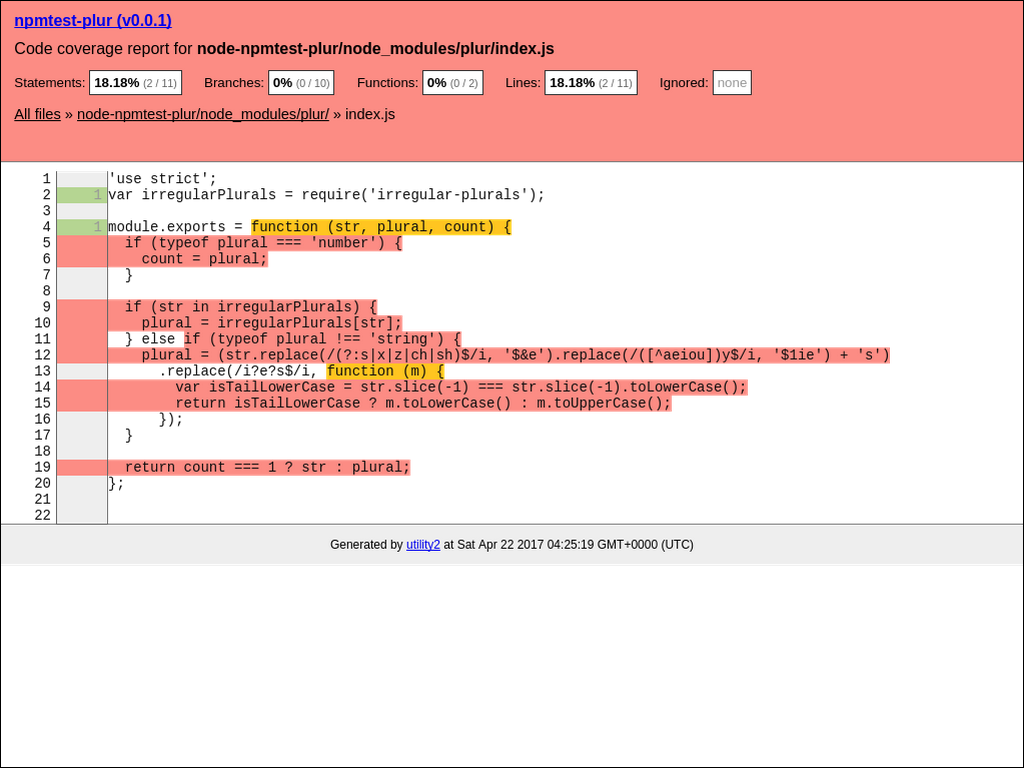 npmtest-plur (v0.0.1)
Code coverage report for node-npmtest-plur/node_modules/plur/index.js
Statements: 18.18% (2 / 11) Branches: 0% (0 / 10) Functions: 0% (0 / 2) Lines: 18.18% (2 / 11) Ignored: none
All files » node-npmtest-plur/node_modules/plur/ » index.js
1 'use strict';
2 1 var irregularPlurals = require('irregular-plurals');
3
4 1 module.exports = function (str, plural, count) {
5   if (typeof plural === 'number') {
6     count = plural;
7   }
8
9   if (str in irregularPlurals) {
10     plural = irregularPlurals[str];
11   } else if (typeof plural !== 'string') {
12     plural = (str.replace(/(?:s|x|z|ch|sh)$/i, '$&e').replace(/([^aeiou])y$/i, '$1ie') + 's')
13       .replace(/i?e?s$/i, function (m) {
14         var isTailLowerCase = str.slice(-1) === str.slice(-1).toLowerCase();
15         return isTailLowerCase ? m.toLowerCase() : m.toUpperCase();
16       });
17   }
18
19   return count === 1 ? str : plural;
20 };
21
22
Generated by utility2 at Sat Apr 22 2017 04:25:19 GMT+0000 (UTC)